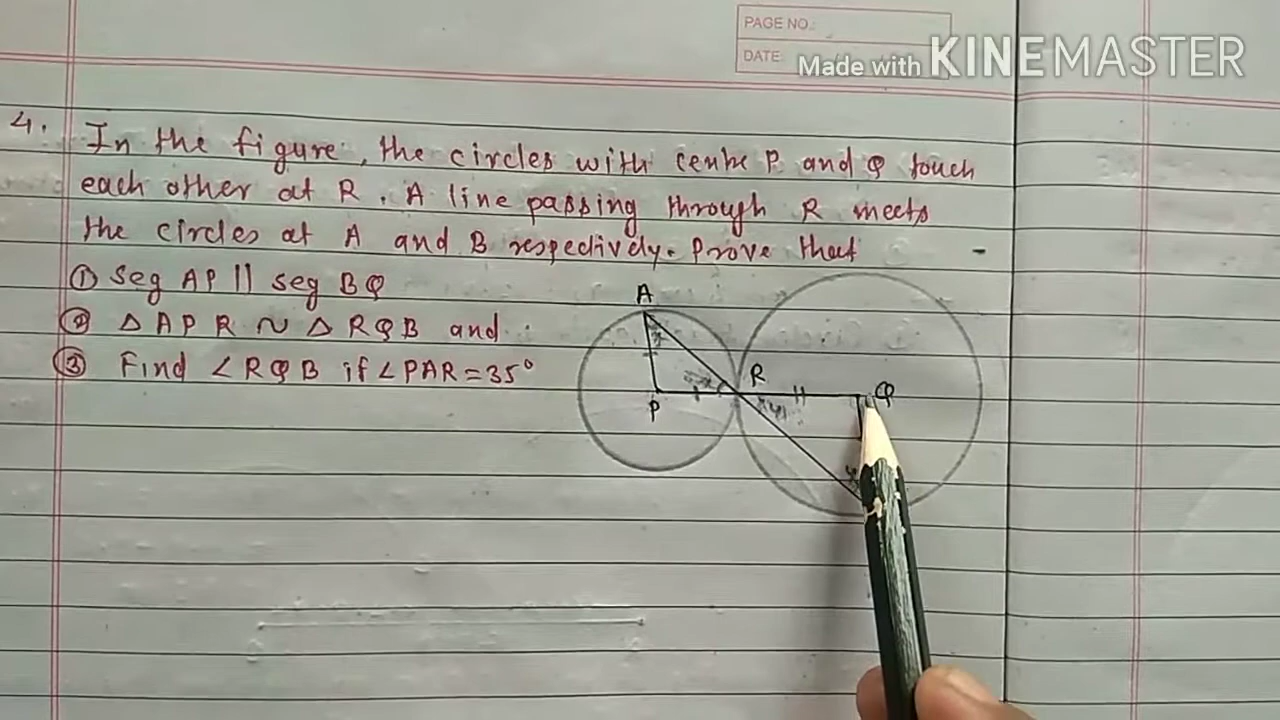 PAGE NO.:
DATE:
Made with KINEMASTER
4. In the figure, the circles with centre P and Q touch
each other at R. A line passing through R meets
the circles at A and B respectively. Prove that
① Seg AP || seg BQ
② △ APR ~ △ RQB and
③ Find ∠RQB if ∠PAR = 35°
A
x
x
R
P
Q
y
y